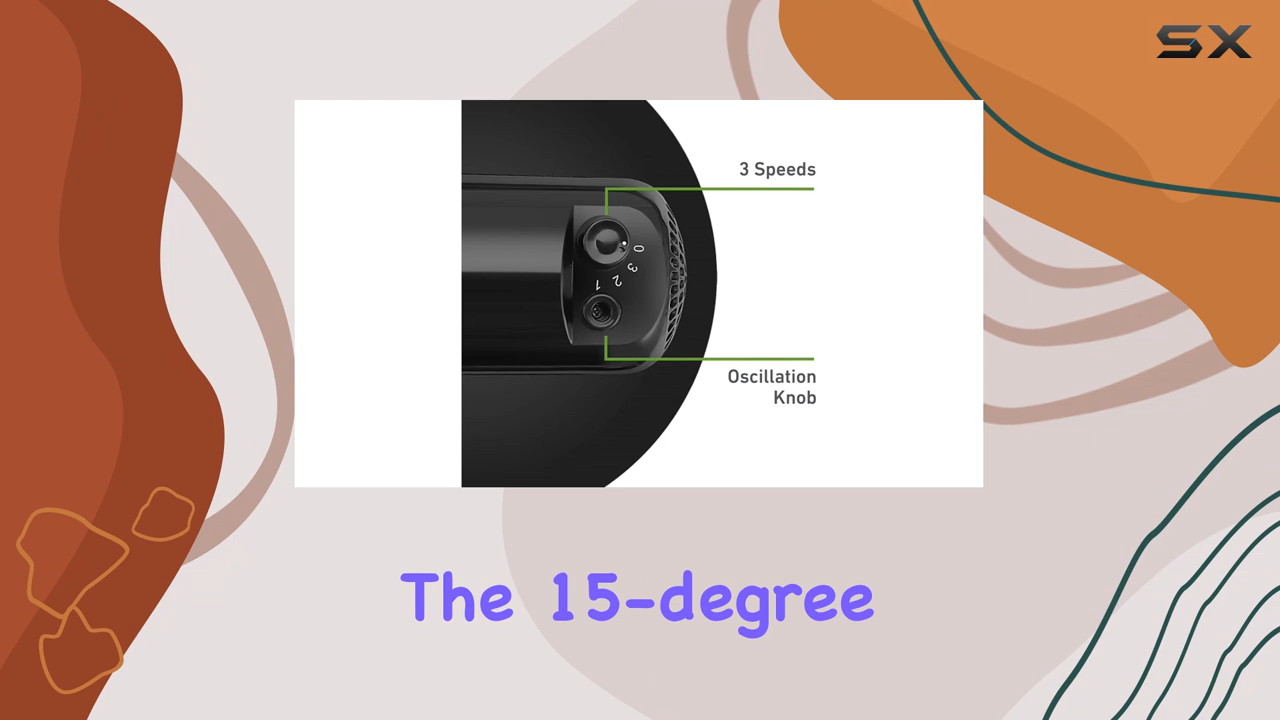 SX
3 Speeds
0
3
2
1
Oscillation
Knob
The 15-degree